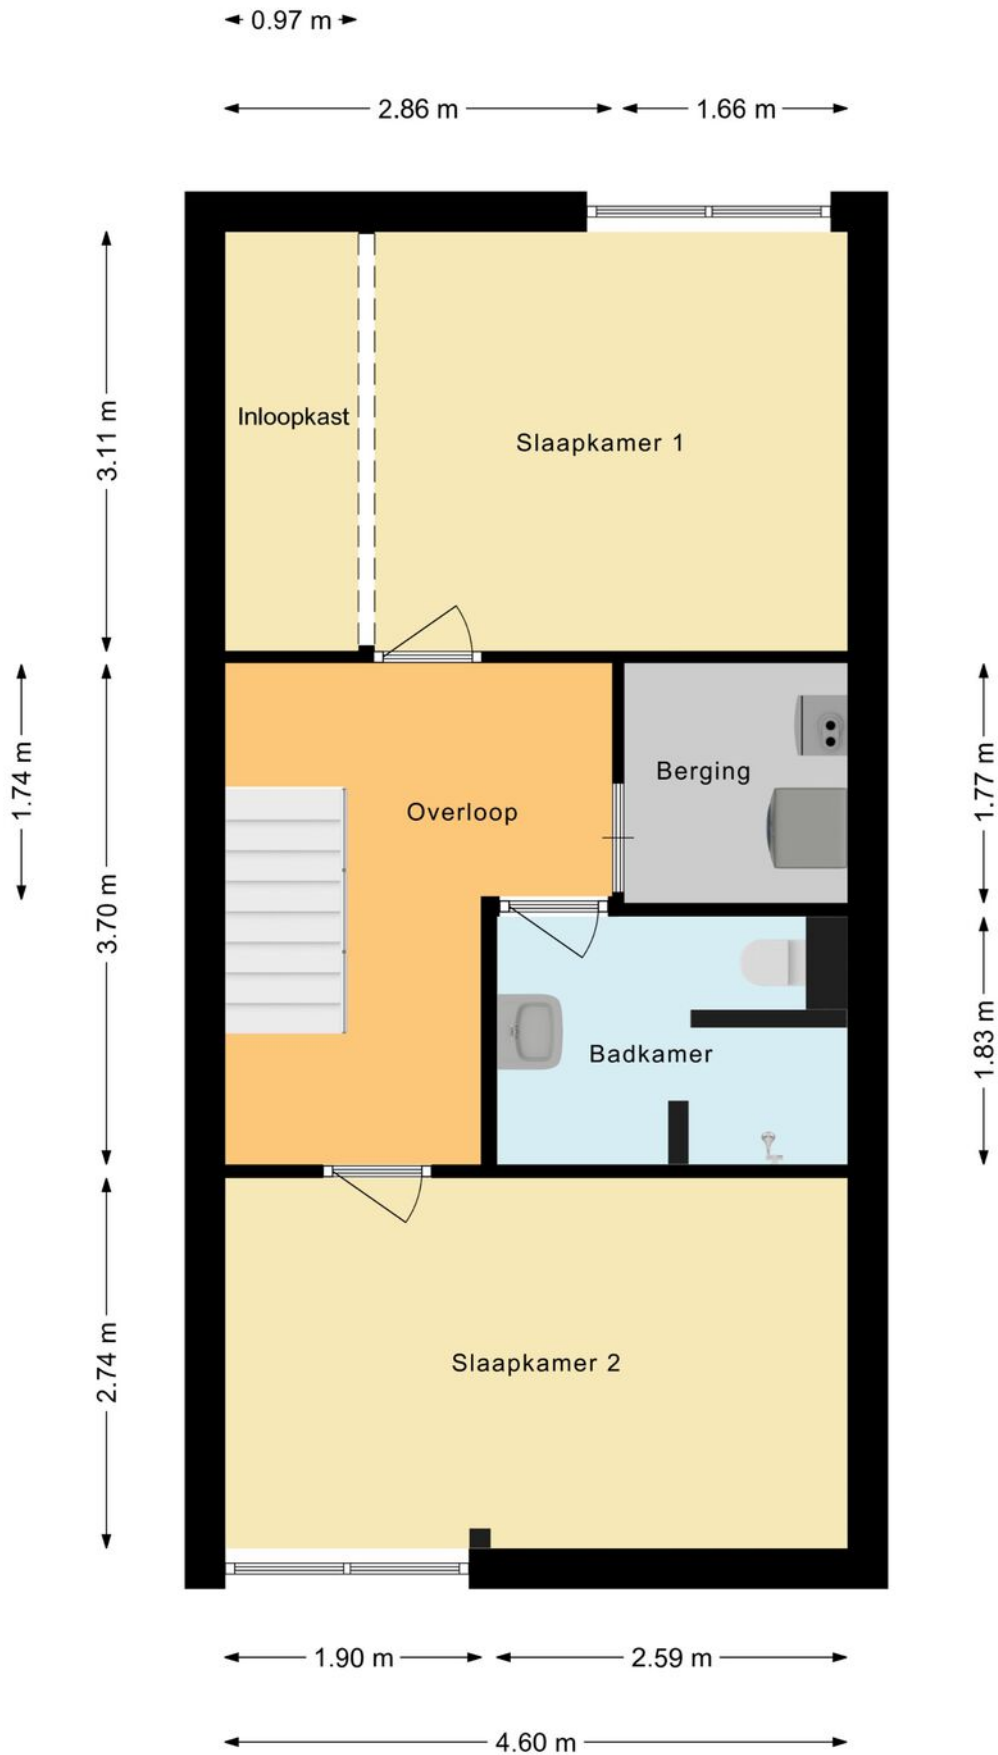 0.97 m
2.86 m
1.66 m
3.11 m
Inloopkast
Slaapkamer 1
1.74 m
3.70 m
Overloop
Berging
1.77 m
Badkamer
1.83 m
2.74 m
Slaapkamer 2
1.90 m
2.59 m
4.60 m